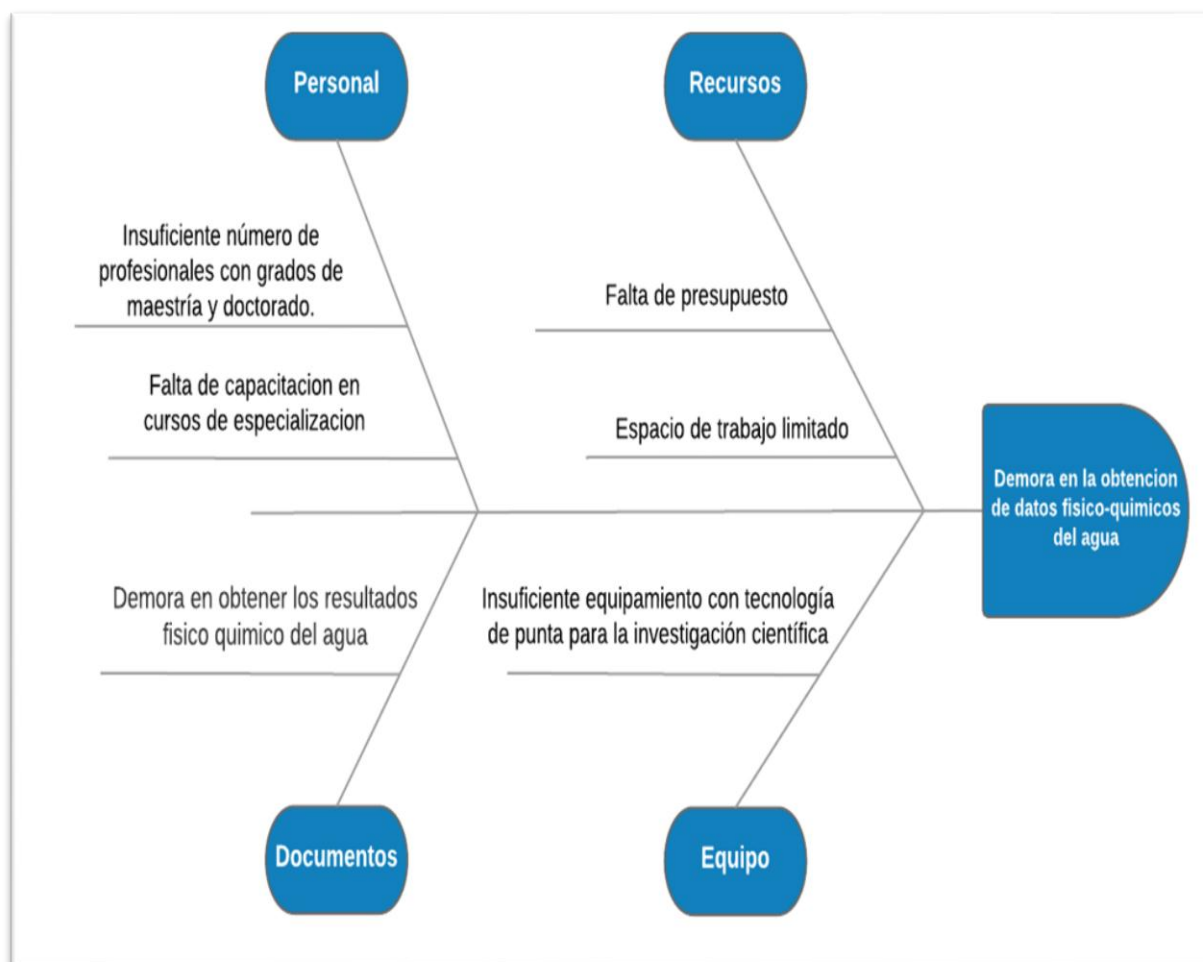 Personal
Recursos
Insuficiente número de
profesionales con grados de
maestría y doctorado.
Falta de presupuesto
Falta de capacitacion en
cursos de especializacion
Espacio de trabajo limitado
Demora en la obtencion
de datos fisico-quimicos
del agua
Demora en obtener los resultados
fisico quimico del agua
Insuficiente equipamiento con tecnología
de punta para la investigación científica
Documentos
Equipo